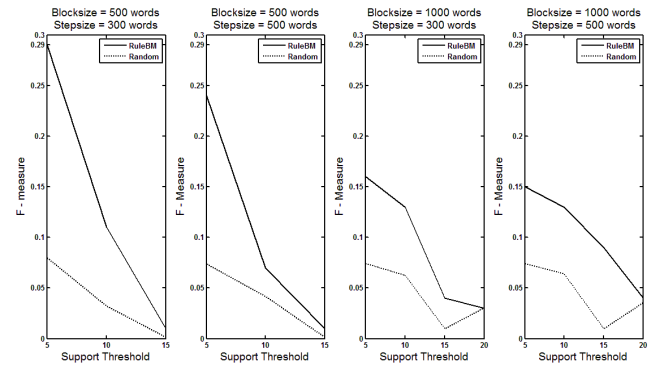 Blocksize = 500 words
Stepsize = 300 words
0.3
0.29
0.25
0.2
0.15
0.1
0.05
0
F - measure
RuleBM
Random
5
10
15
Support Threshold
Blocksize = 500 words
Stepsize = 500 words
0.3
0.29
0.25
0.2
0.15
0.1
0.05
0
F - Measure
RuleBM
Random
5
10
15
Support Threshold
Blocksize = 1000 words
Stepsize = 300 words
0.3
0.29
0.25
0.2
0.15
0.1
0.05
0
F - Measure
RuleBM
Random
5
10
15
20
Support Threshold
Blocksize = 1000 words
Stepsize = 500 words
0.3
0.29
0.25
0.2
0.15
0.1
0.05
0
F - Measure
RuleBM
Random
5
10
15
20
Support Threshold